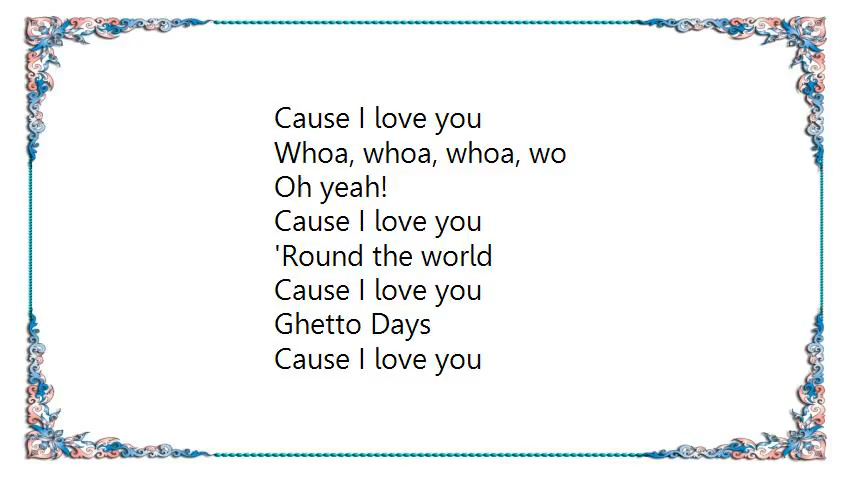 Cause I love you
Whoa, whoa, whoa, wo
Oh yeah!
Cause I love you
'Round the world
Cause I love you
Ghetto Days
Cause I love you